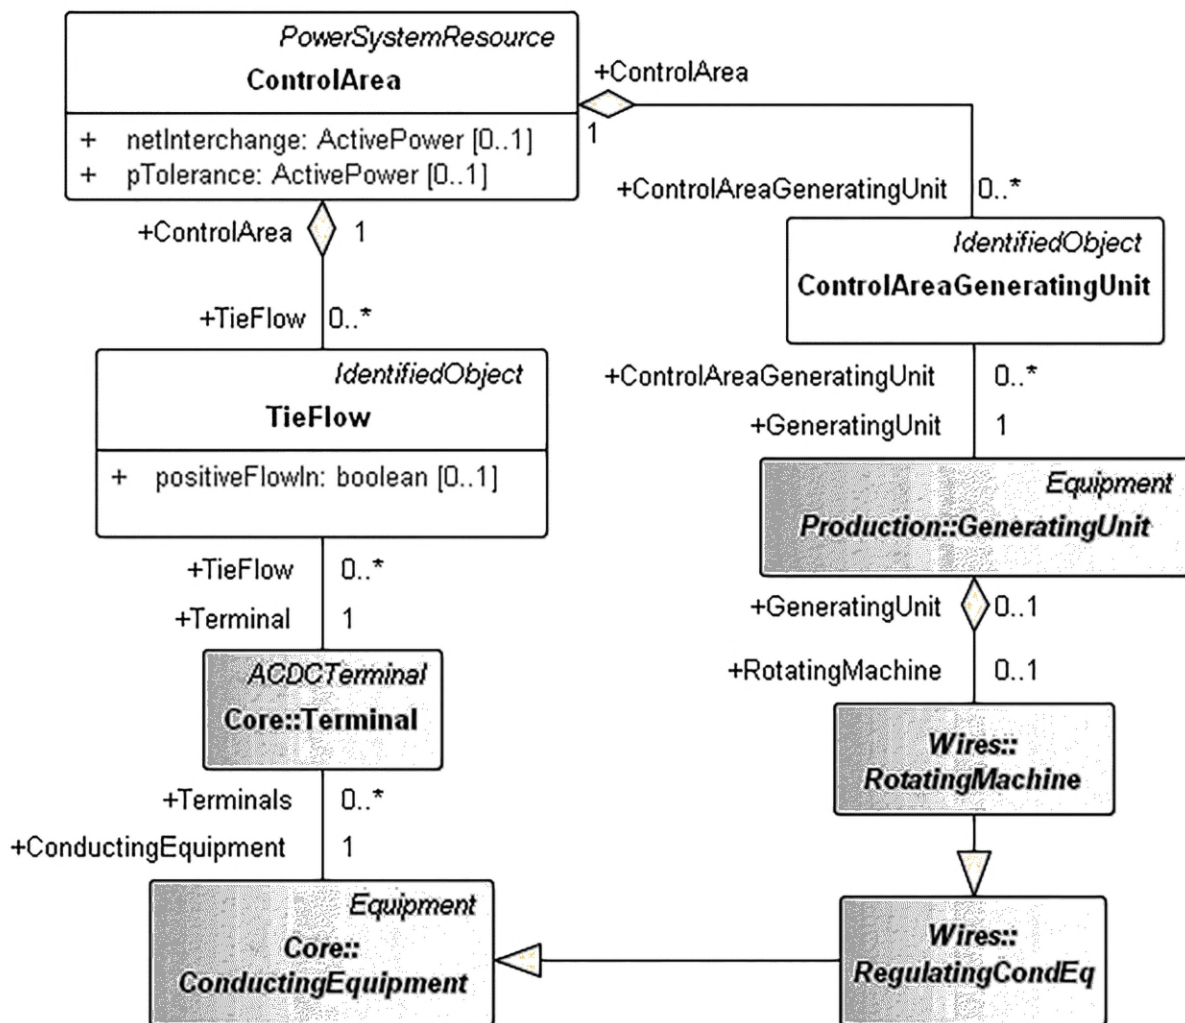 PowerSystemResource
ControlArea
+ netInterchange: ActivePower [0..1]
+ pTolerance: ActivePower [0..1]
+ControlArea
1
+ControlAreaGeneratingUnit 0..*
IdentifiedObject
ControlAreaGeneratingUnit
+ControlArea 1
+TieFlow 0..*
IdentifiedObject
TieFlow
+ positiveFlowIn: boolean [0..1]
+ControlAreaGeneratingUnit 0..*
+GeneratingUnit 1
Equipment
Production::GeneratingUnit
+TieFlow 0..*
+Terminal 1
ACDCTerminal
Core::Terminal
+GeneratingUnit 0..1
+RotatingMachine 0..1
Wires::
RotatingMachine
+Terminals 0..*
+ConductingEquipment 1
Equipment
Core::
ConductingEquipment
Wires::
RegulatingCondEq